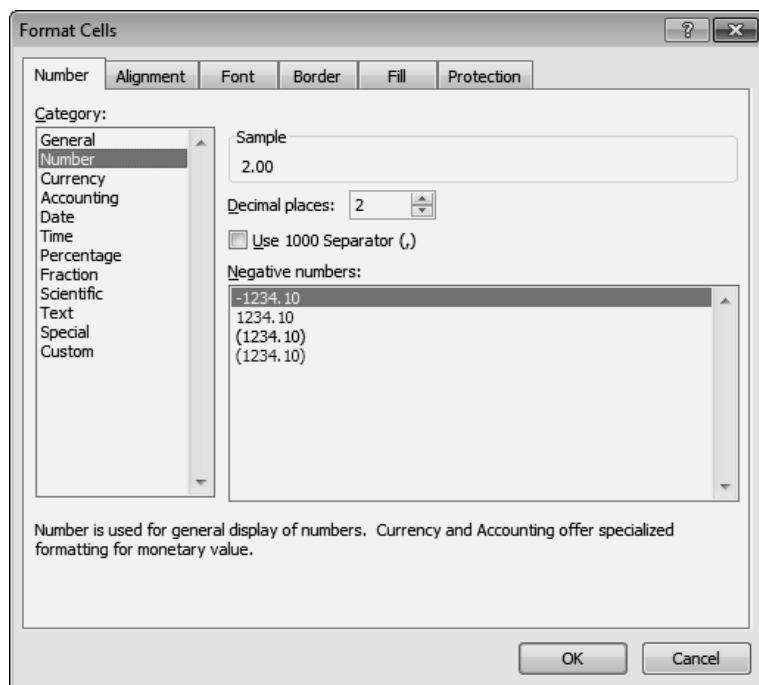 Format Cells
Number Alignment Font Border Fill Protection
Category:
General
Number
Currency
Accounting
Date
Time
Percentage
Fraction
Scientific
Text
Special
Custom
Sample
2.00
Decimal places: 2
Use 1000 Separator (,)
Negative numbers:
-1234.10
1234.10
(1234.10)
(1234.10)
Number is used for general display of numbers. Currency and Accounting offer specialized
formatting for monetary value.
OK Cancel